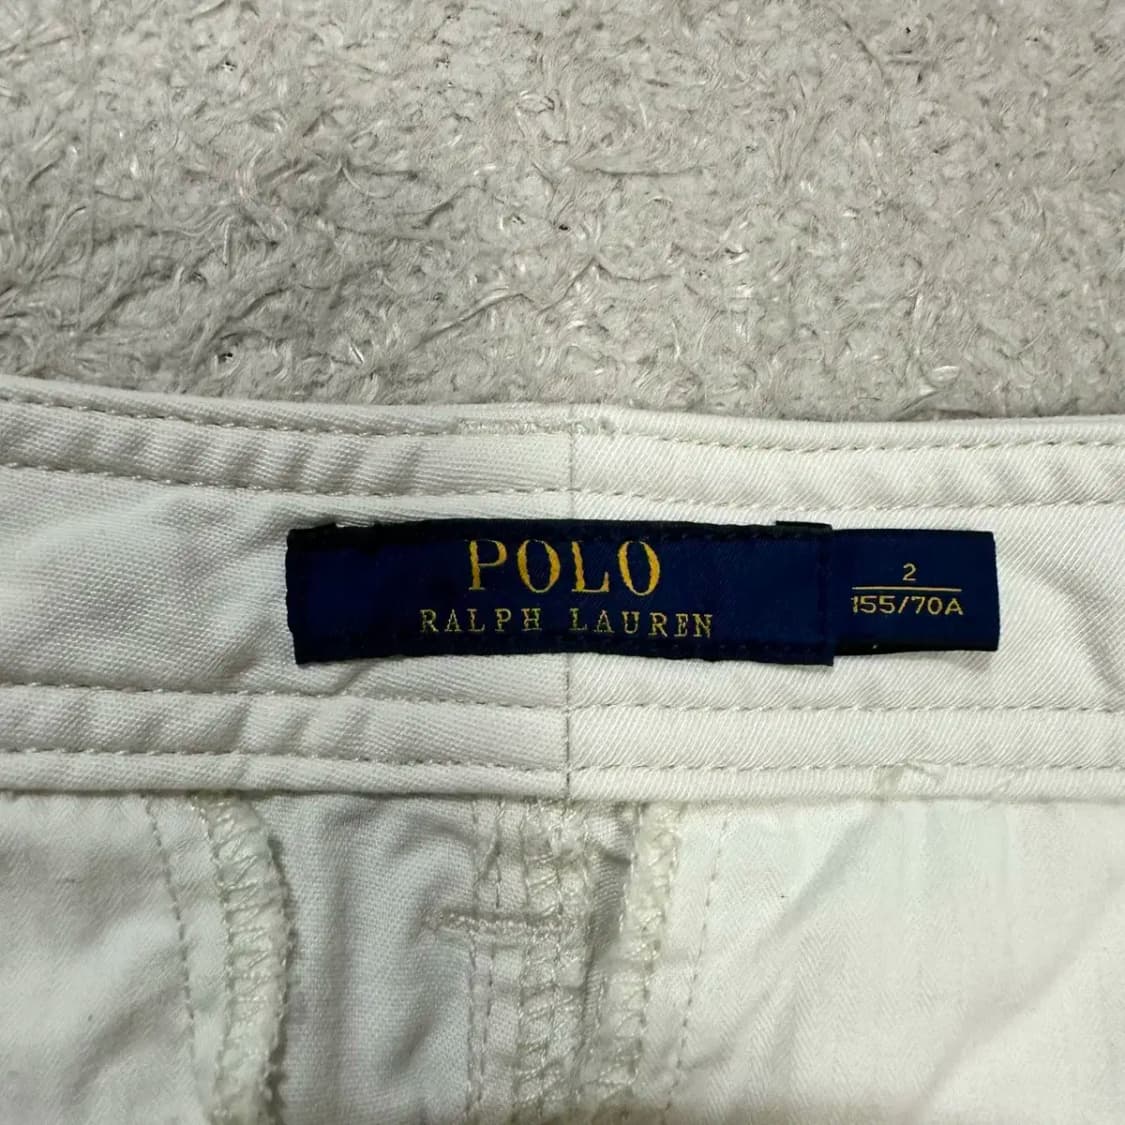 POLO
RALPH LAUREN
2
155/70A